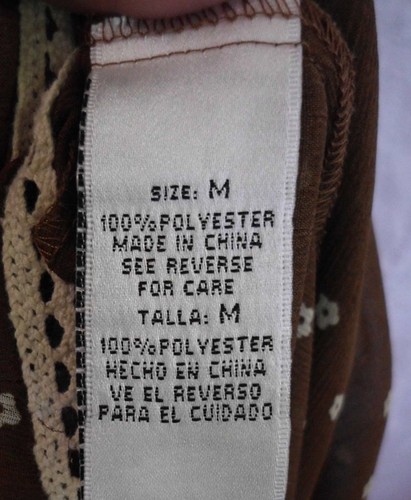 SIZE: M
100%POLYESTER
MADE IN CHINA
SEE REVERSE
FOR CARE
TALLA: M
100%POLYESTER
HECHO EN CHINA
VE EL REVERSO
PARA EL CUIDADO